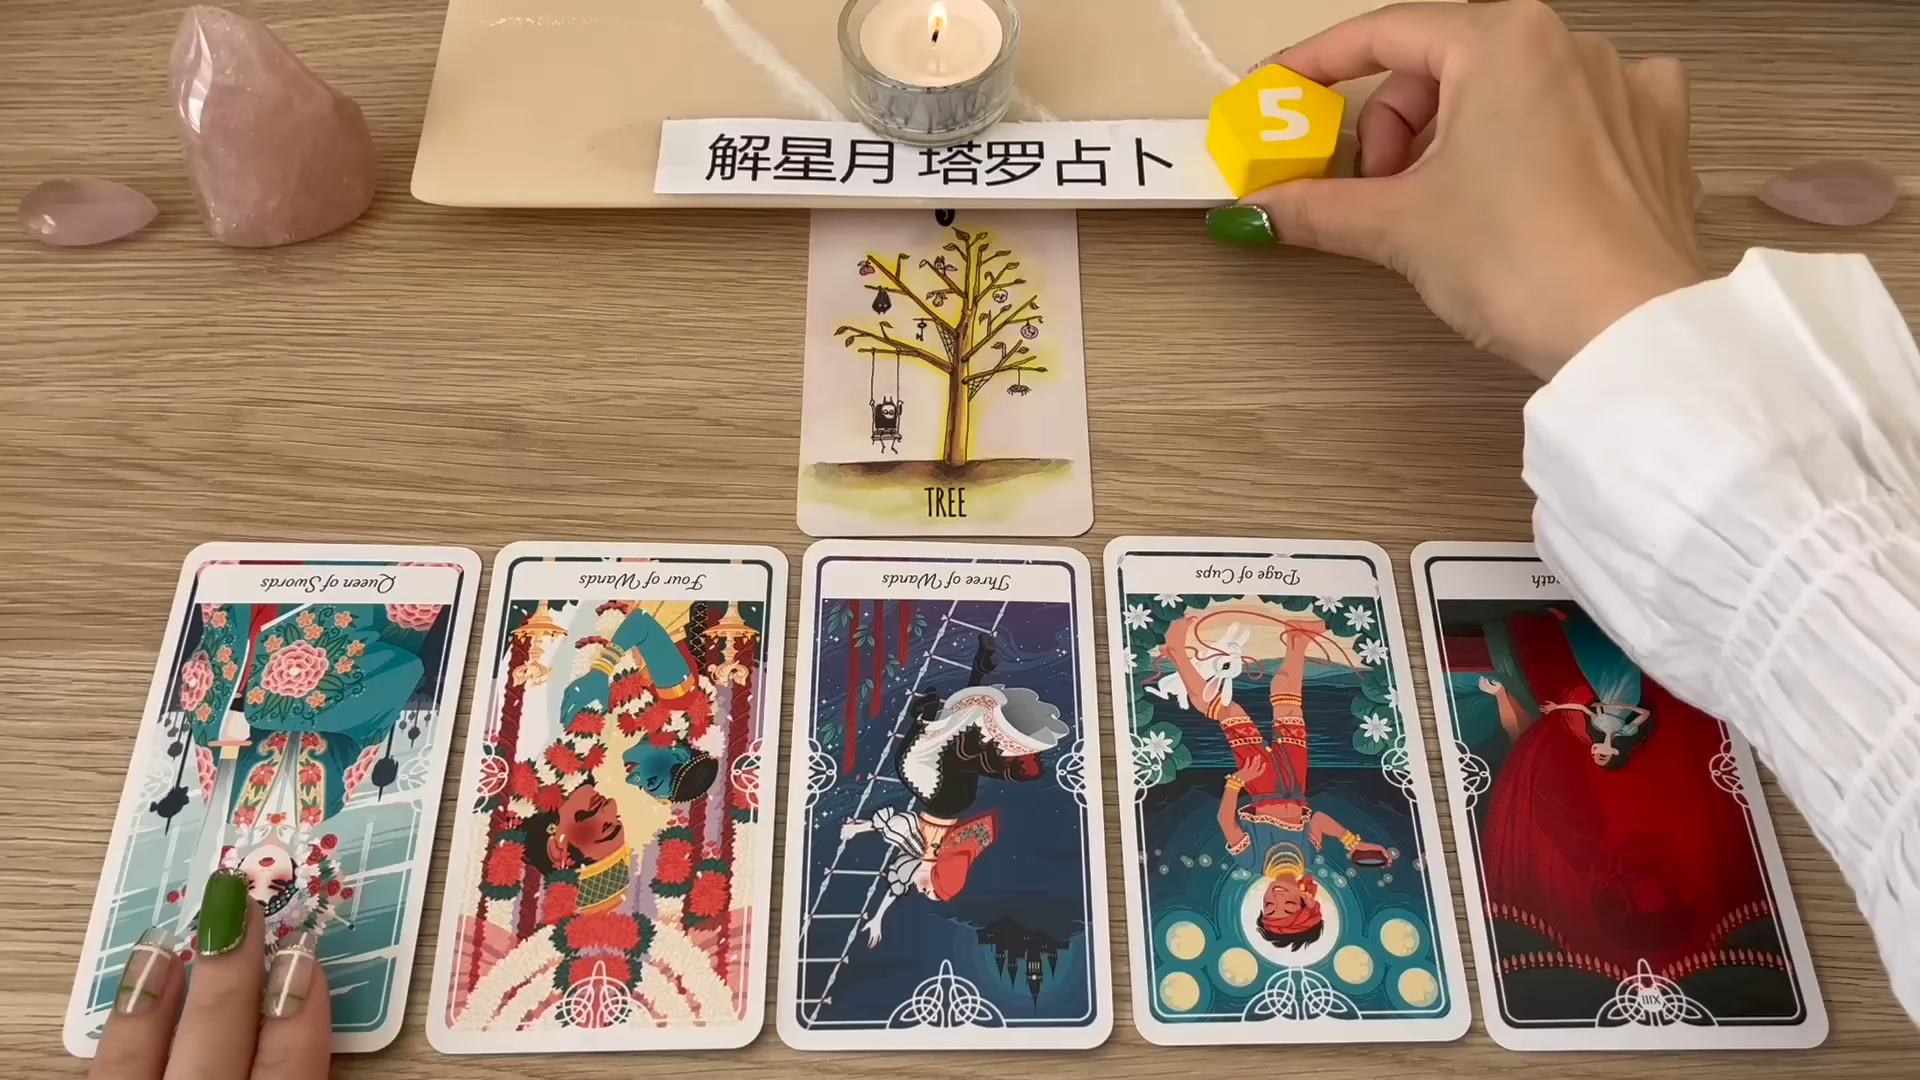 5
解星月 塔罗占卜
TREE
Queen of Swords
Four of Wands
Three of Wands
Page of Cups
XIII